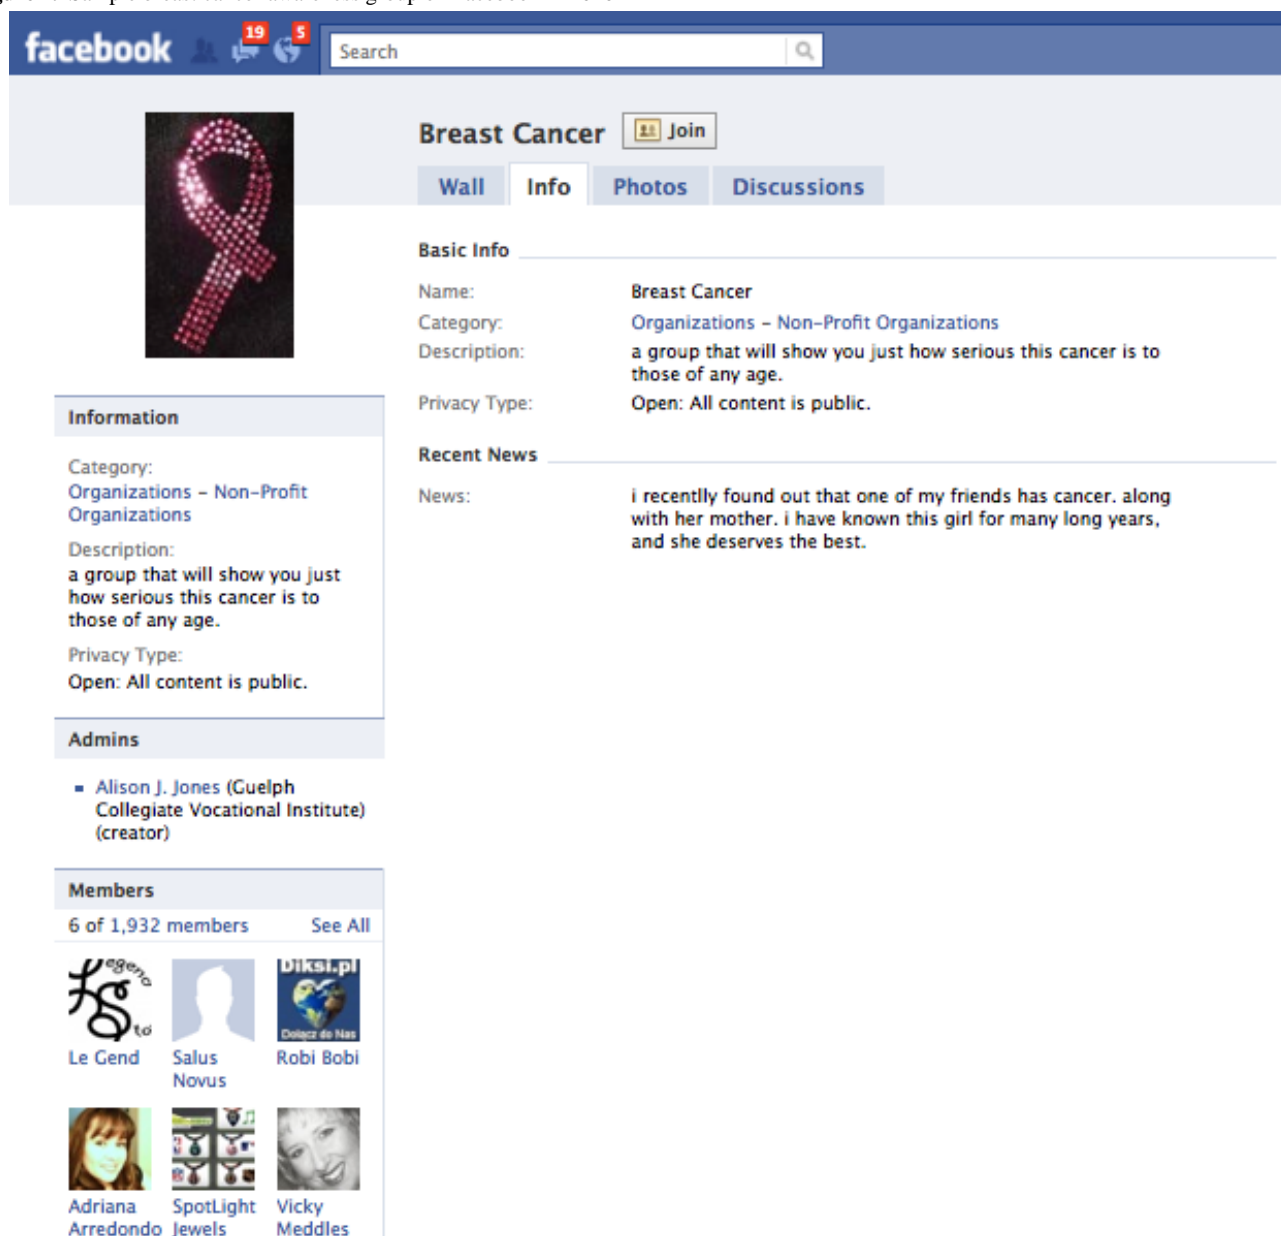 facebook 19 5 Search
Breast Cancer Join
Wall Info Photos Discussions
Basic Info
Name: Breast Cancer
Category: Organizations – Non-Profit Organizations
Description: a group that will show you just how serious this cancer is to
those of any age.
Privacy Type: Open: All content is public.
Recent News
News: i recentlly found out that one of my friends has cancer. along
with her mother. i have known this girl for many long years,
and she deserves the best.
Information
Category:
Organizations – Non-Profit
Organizations
Description:
a group that will show you just
how serious this cancer is to
those of any age.
Privacy Type:
Open: All content is public.
Admins
Alison J. Jones (Guelph
Collegiate Vocational Institute)
(creator)
Members
6 of 1,932 members See All
Legend
to
Diksi.pl
Dołącz do Nas
Le Gend Salus Robi Bobi
Novus
Adriana SpotLight Vicky
Arredondo Jewels Meddles